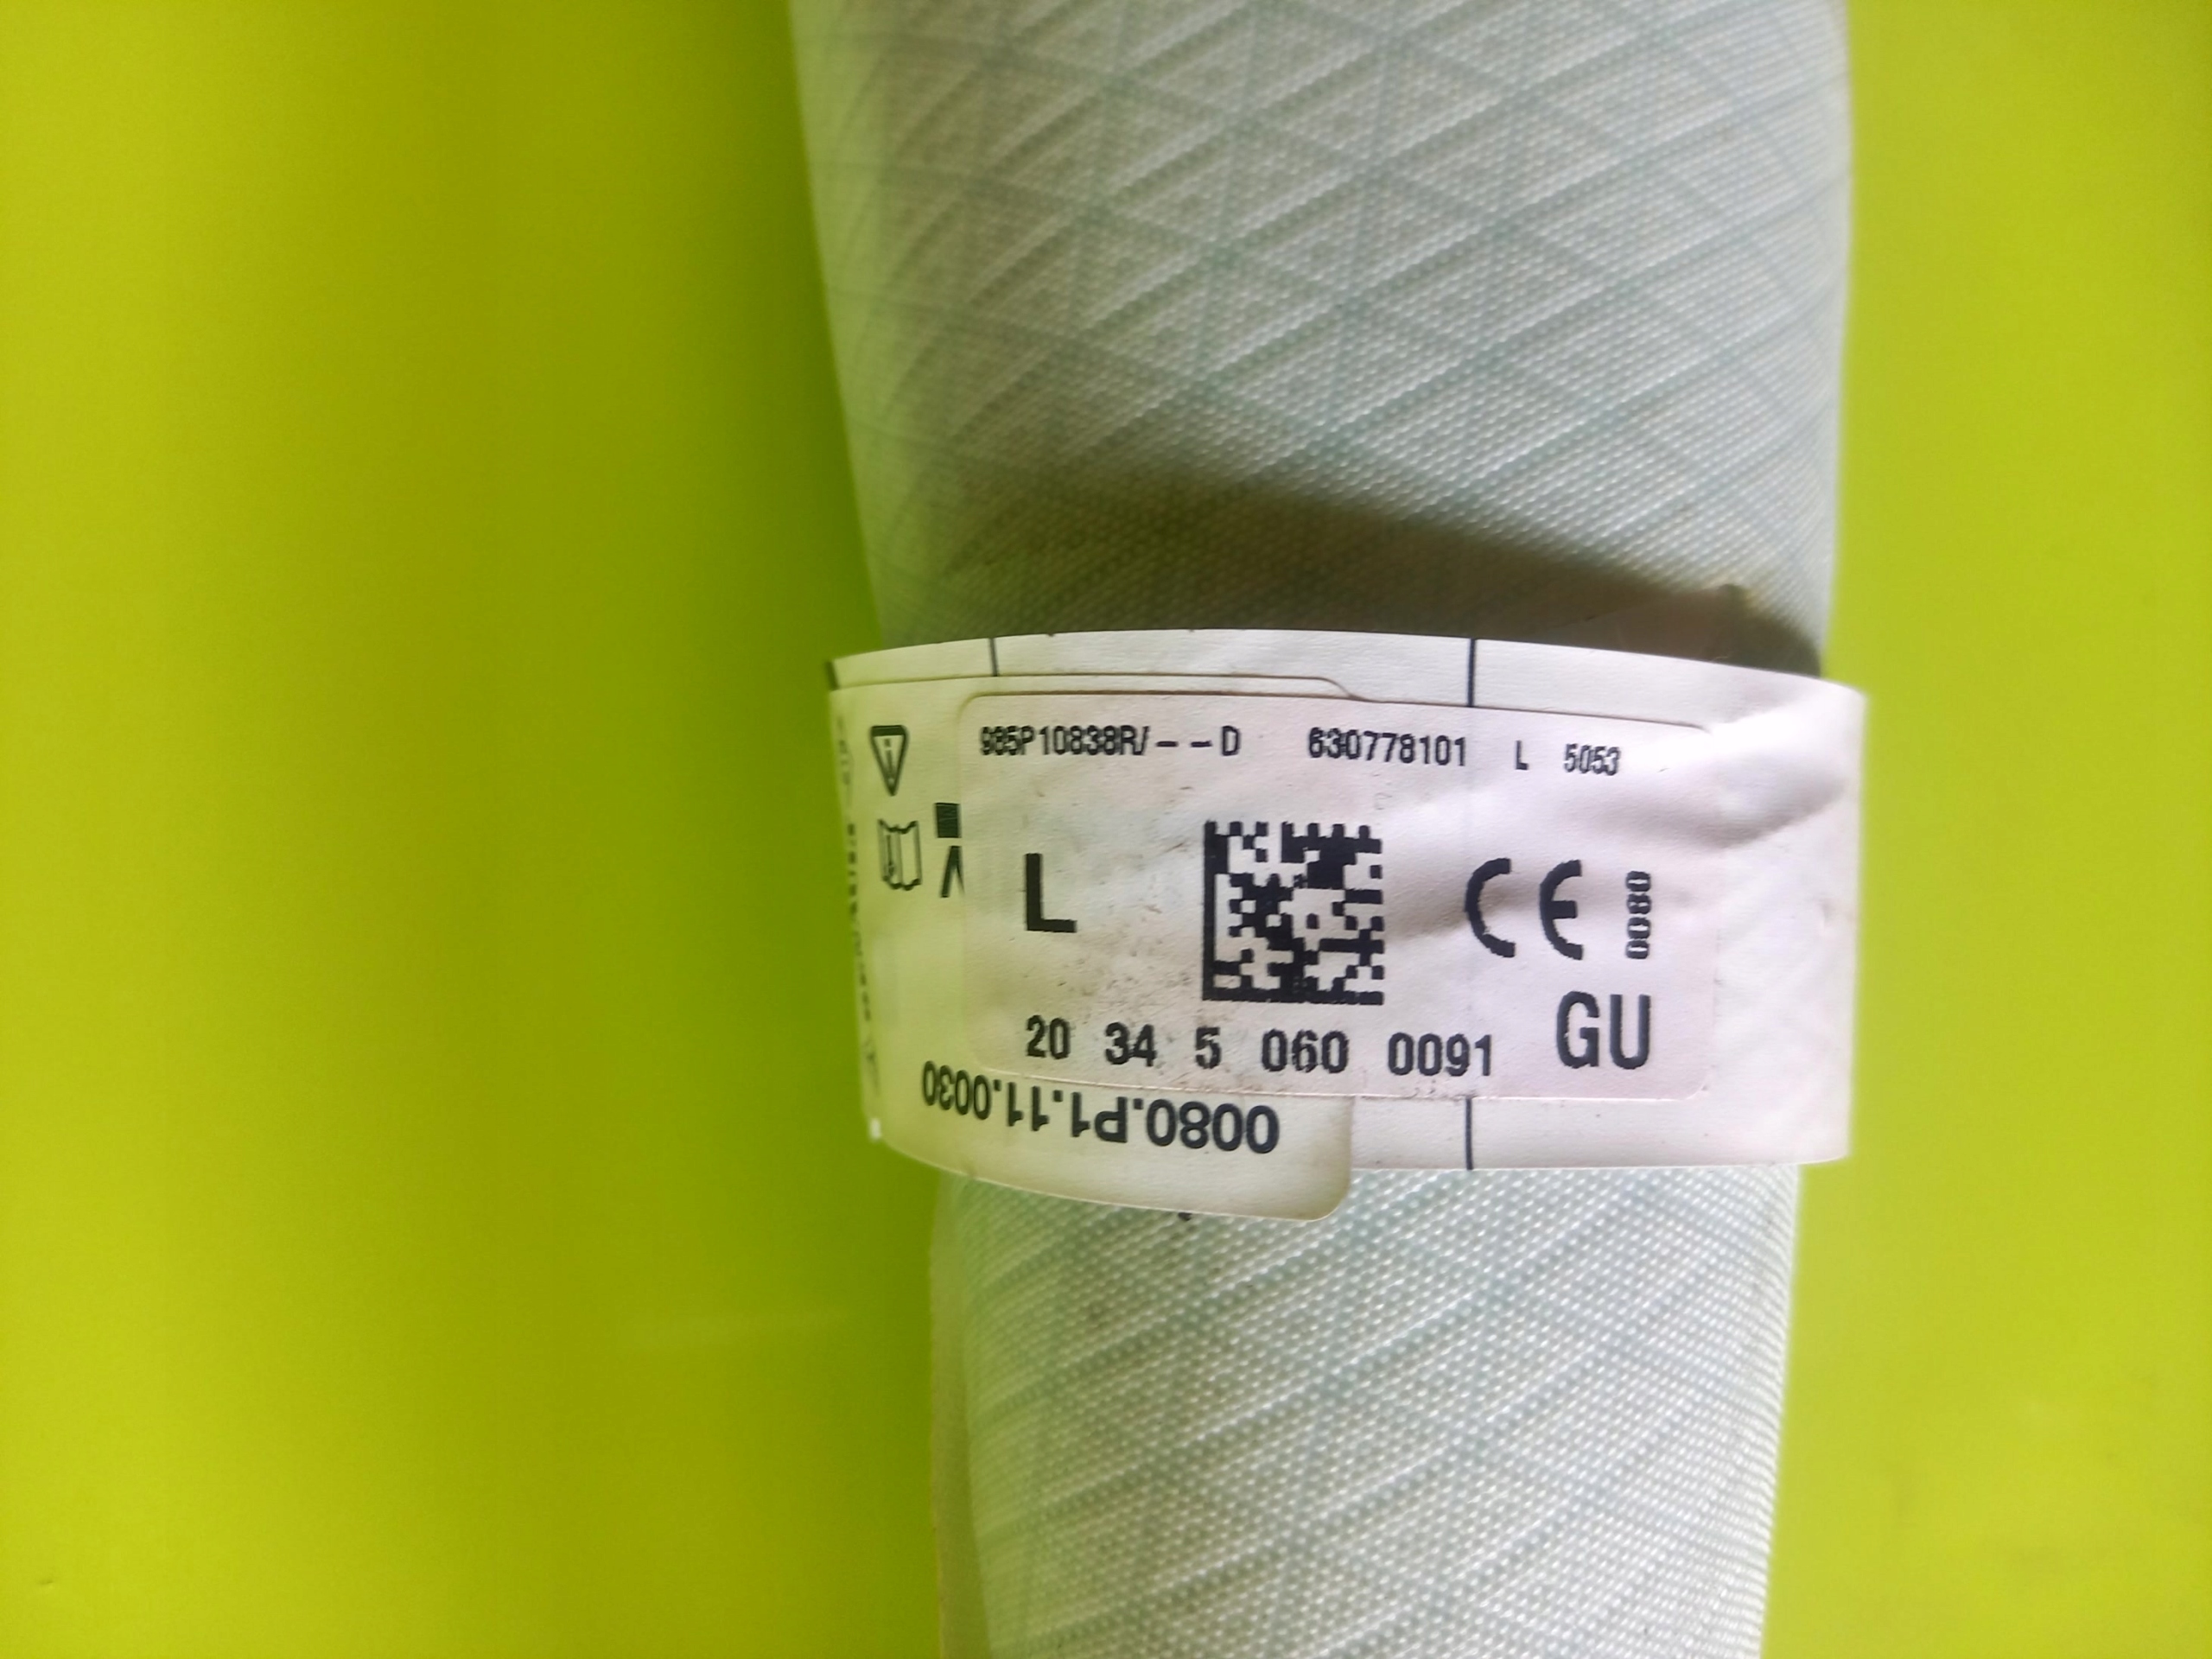 985P10838R/--D 630778101 L 5053
L
CE 0080
20 34 5 060 0091 GU
0080.P1.11.0030